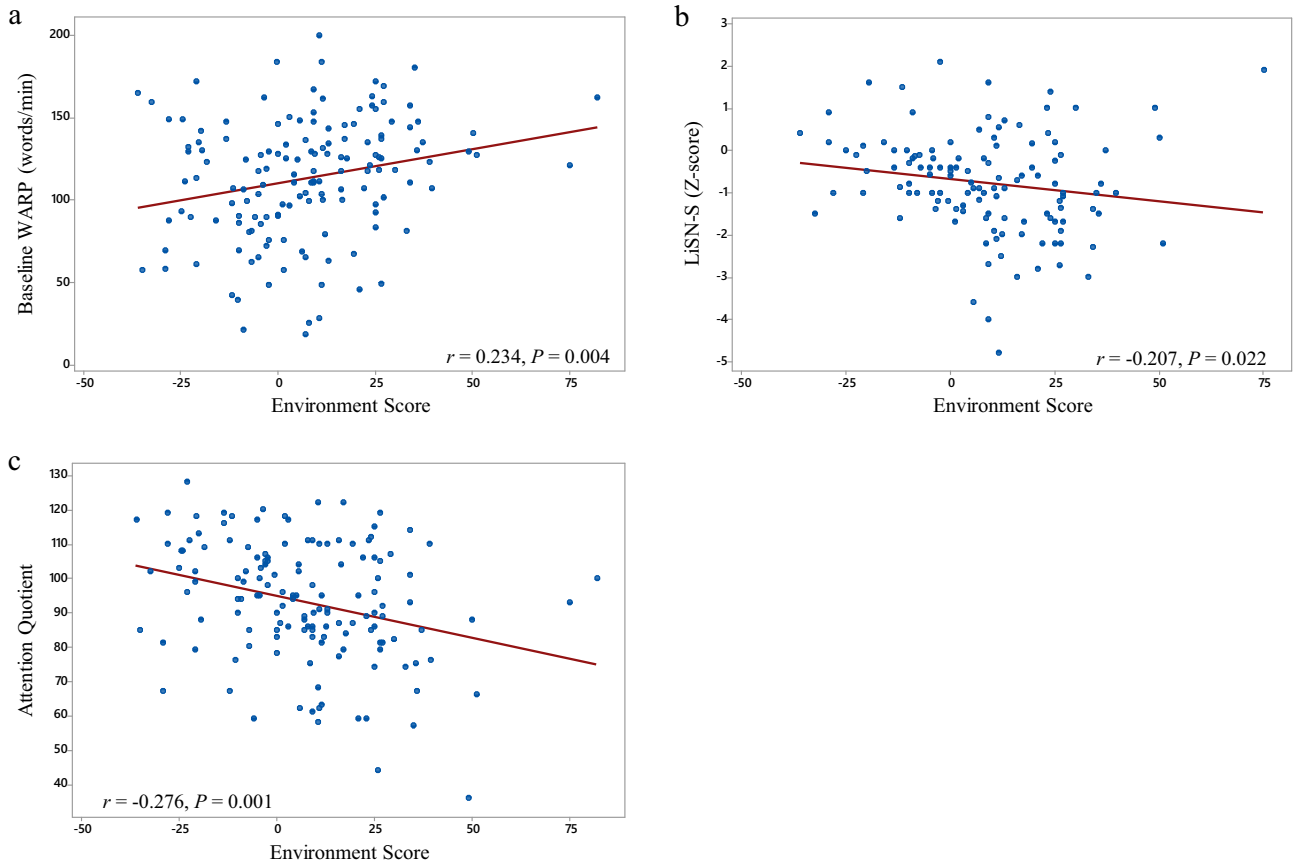 a
200
150
100
50
0
Baseline WARP (words/min)
r = 0.234, P = 0.004
-50 -25 0 25 50 75
Environment Score
b
3
2
1
0
-1
-2
-3
-4
-5
LiSN-S (Z-score)
r = -0.207, P = 0.022
-50 -25 0 25 50 75
Environment Score
c
130
120
110
100
90
80
70
60
50
40
Attention Quotient
r = -0.276, P = 0.001
-50 -25 0 25 50 75
Environment Score